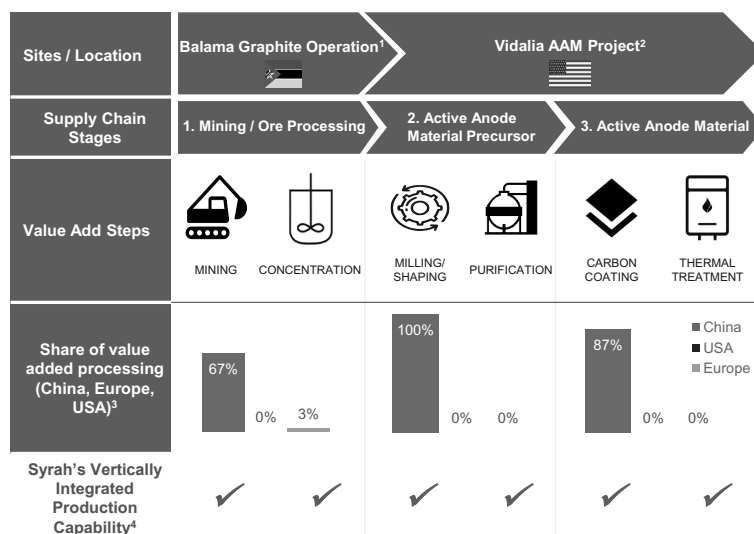 Sites / Location
Balama Graphite Operation1
Vidalia AAM Project2
Supply Chain
Stages
1. Mining / Ore Processing
2. Active Anode
Material Precursor
3. Active Anode Material
Value Add Steps
MINING
CONCENTRATION
MILLING/
SHAPING
PURIFICATION
CARBON
COATING
THERMAL
TREATMENT
Share of value
added processing
(China, Europe,
USA)3
67%
0%
3%
100%
0%
0%
87%
0%
0%
China
USA
Europe
Syrah's Vertically
Integrated
Production
Capability4